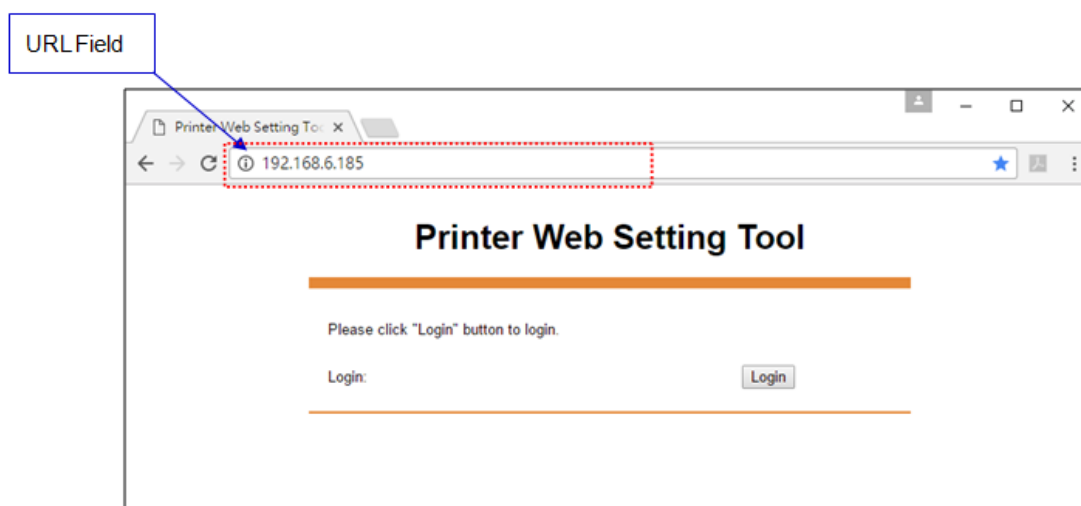 URL Field
Printer Web Setting Too
192.168.6.185
Printer Web Setting Tool
Please click "Login" button to login.
Login:
Login